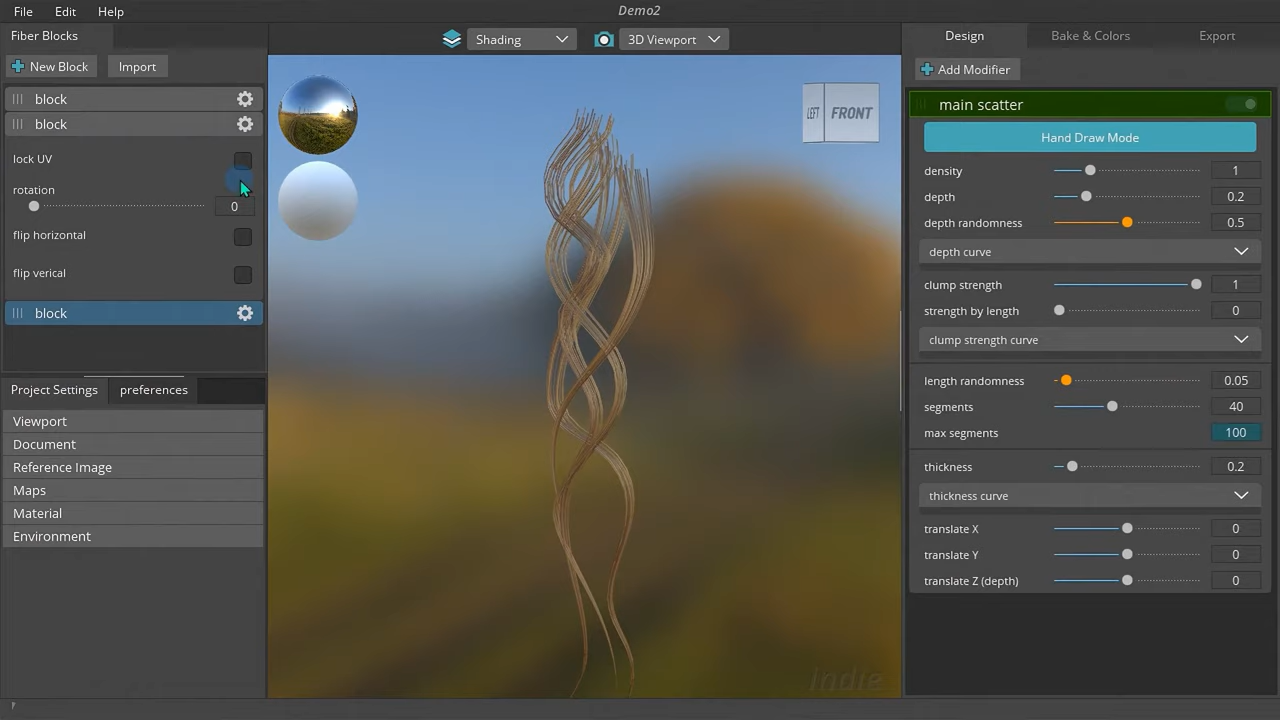 File Edit Help
Demo2
Fiber Blocks
New Block Import
block
block
lock UV
rotation
0
flip horizontal
flip verical
block
Project Settings preferences
Viewport
Document
Reference Image
Maps
Material
Environment
Shading 3D Viewport
LEFT FRONT
indie
Design Bake & Colors Export
Add Modifier
main scatter
Hand Draw Mode
density 1
depth 0.2
depth randomness 0.5
depth curve
clump strength 1
strength by length 0
clump strength curve
length randomness 0.05
segments 40
max segments 100
thickness 0.2
thickness curve
translate X 0
translate Y 0
translate Z (depth) 0